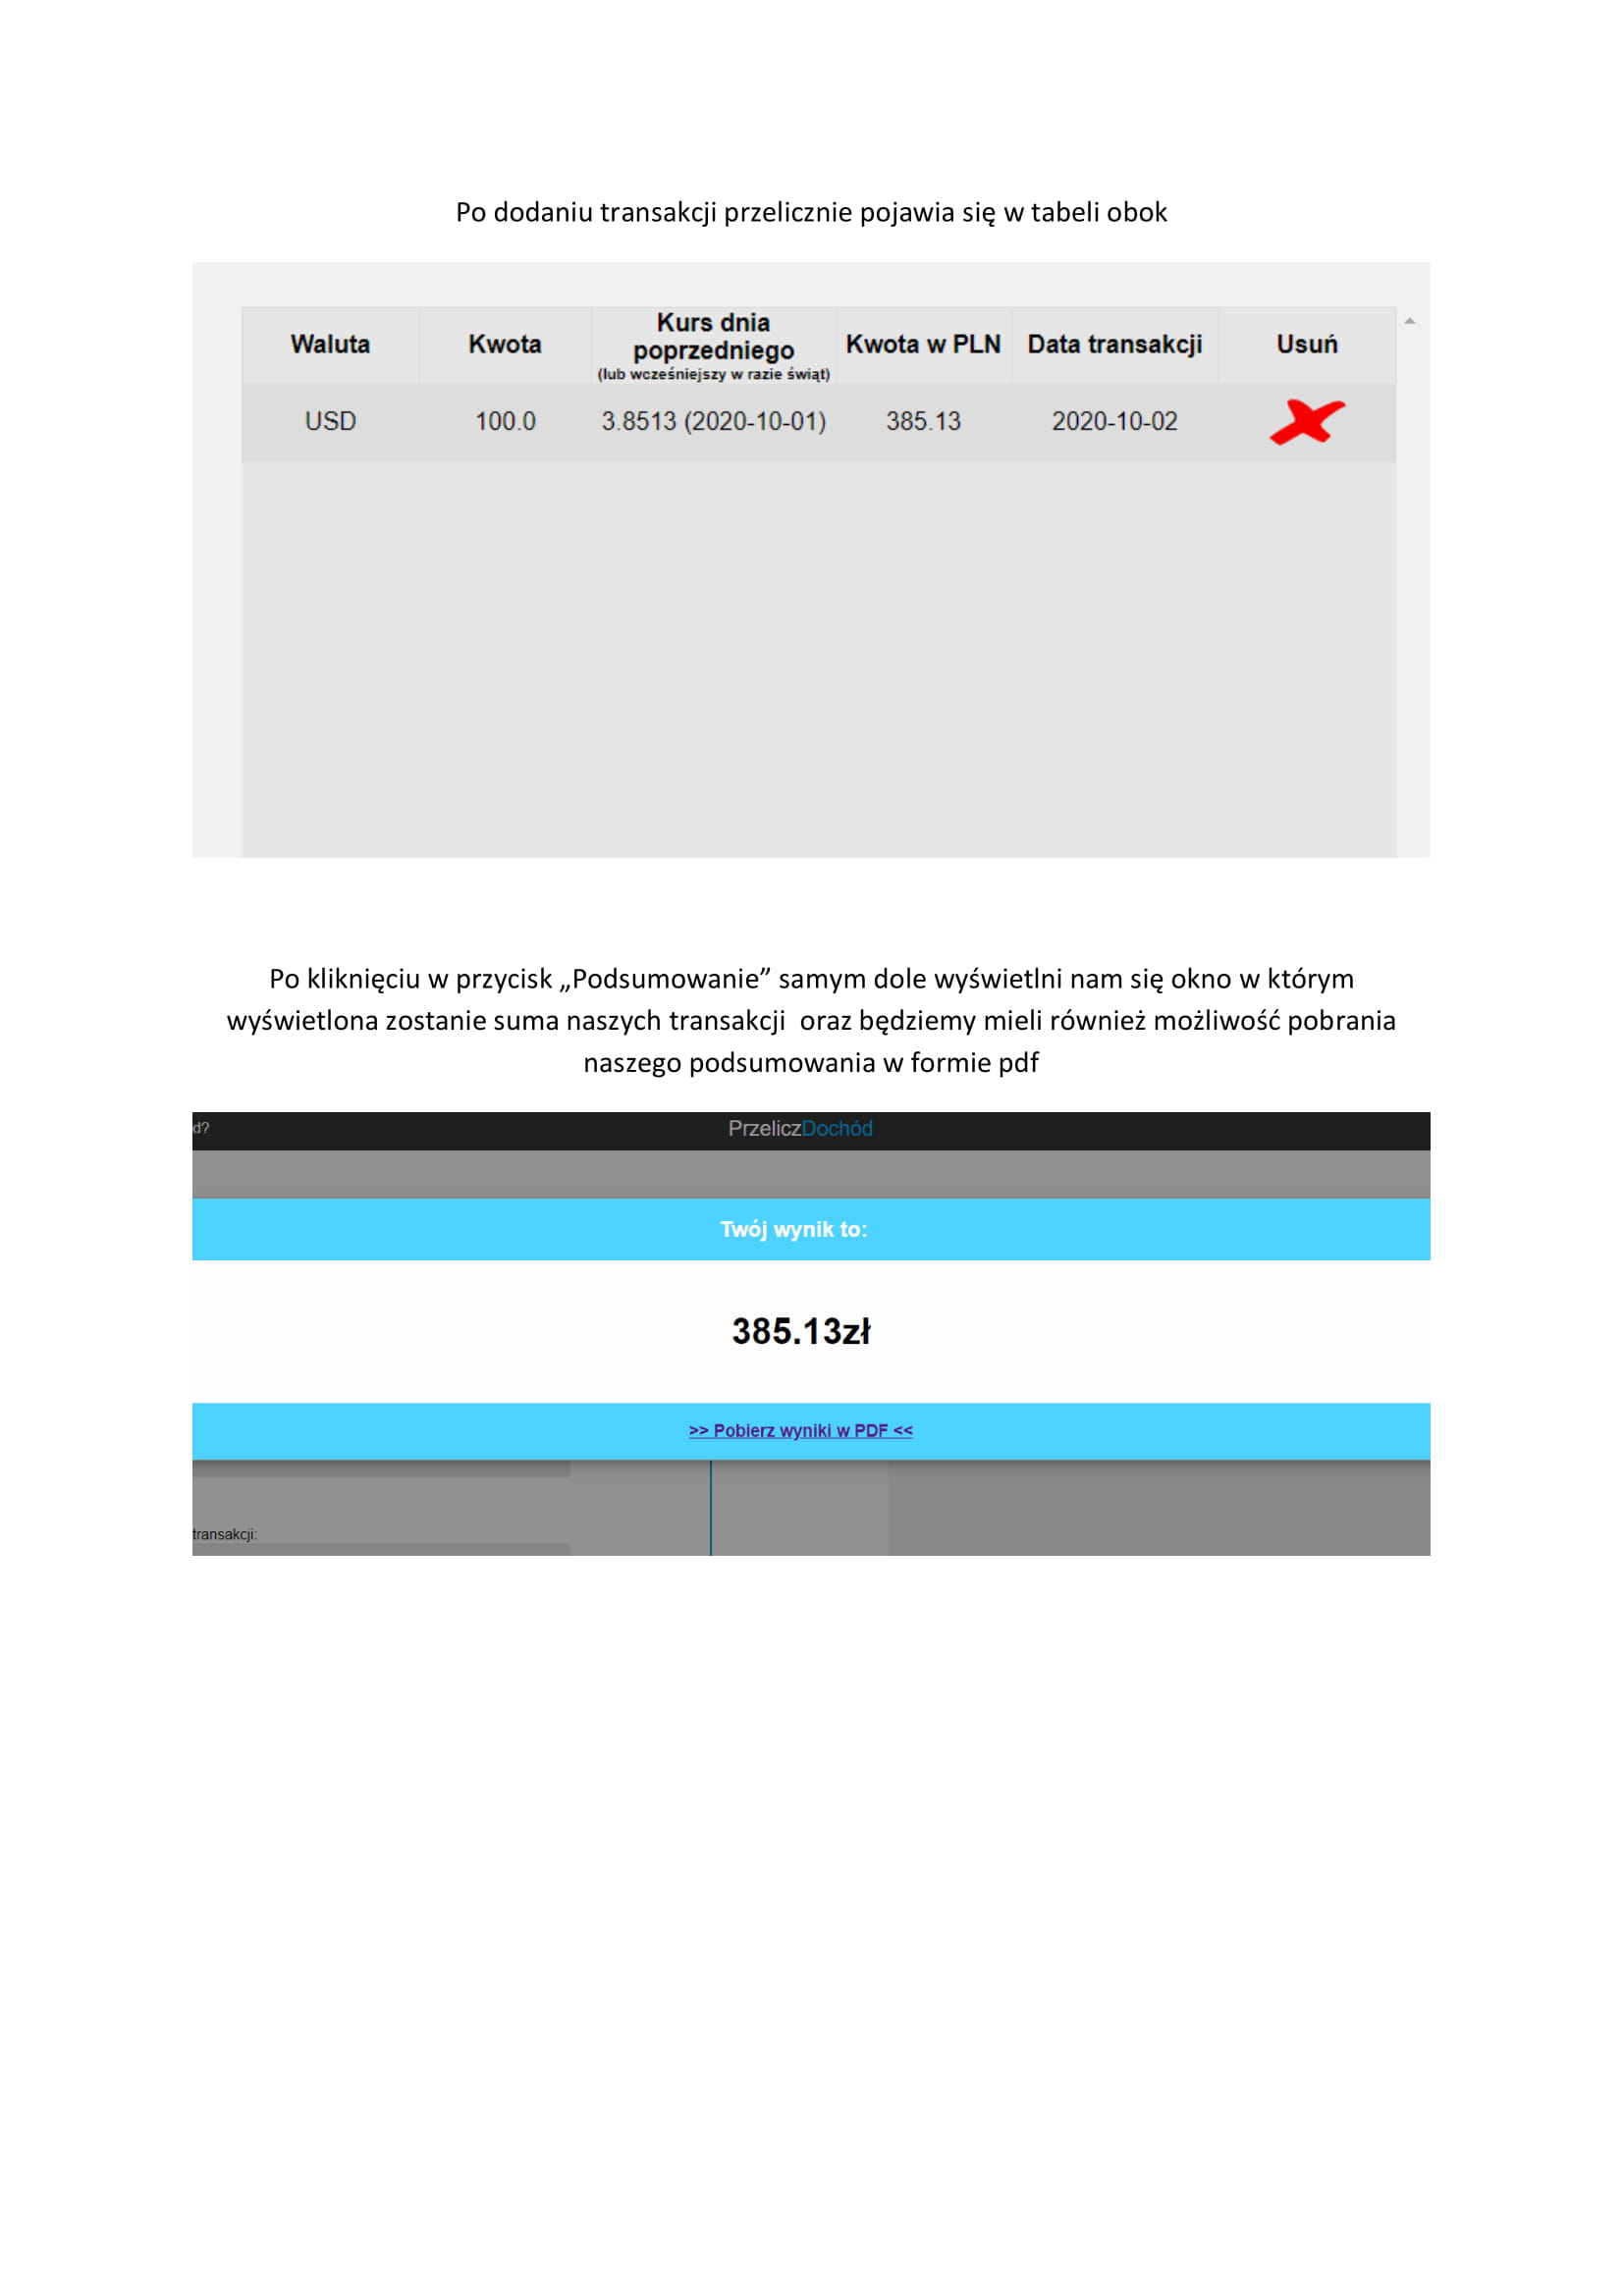 Po dodaniu transakcji przelicznie pojawia się w tabeli obok
Waluta Kwota Kurs dnia poprzedniego (lub wcześniejszy w razie świąt) Kwota w PLN Data transakcji Usuń
USD 100.0 3.8513 (2020-10-01) 385.13 2020-10-02
Po kliknięciu w przycisk „Podsumowanie” samym dole wyświetlni nam się okno w którym
wyświetlona zostanie suma naszych transakcji  oraz będziemy mieli również możliwość pobrania
naszego podsumowania w formie pdf
d? PrzeliczDochód
Twój wynik to:
385.13zł
>> Pobierz wyniki w PDF <<
transakcji: